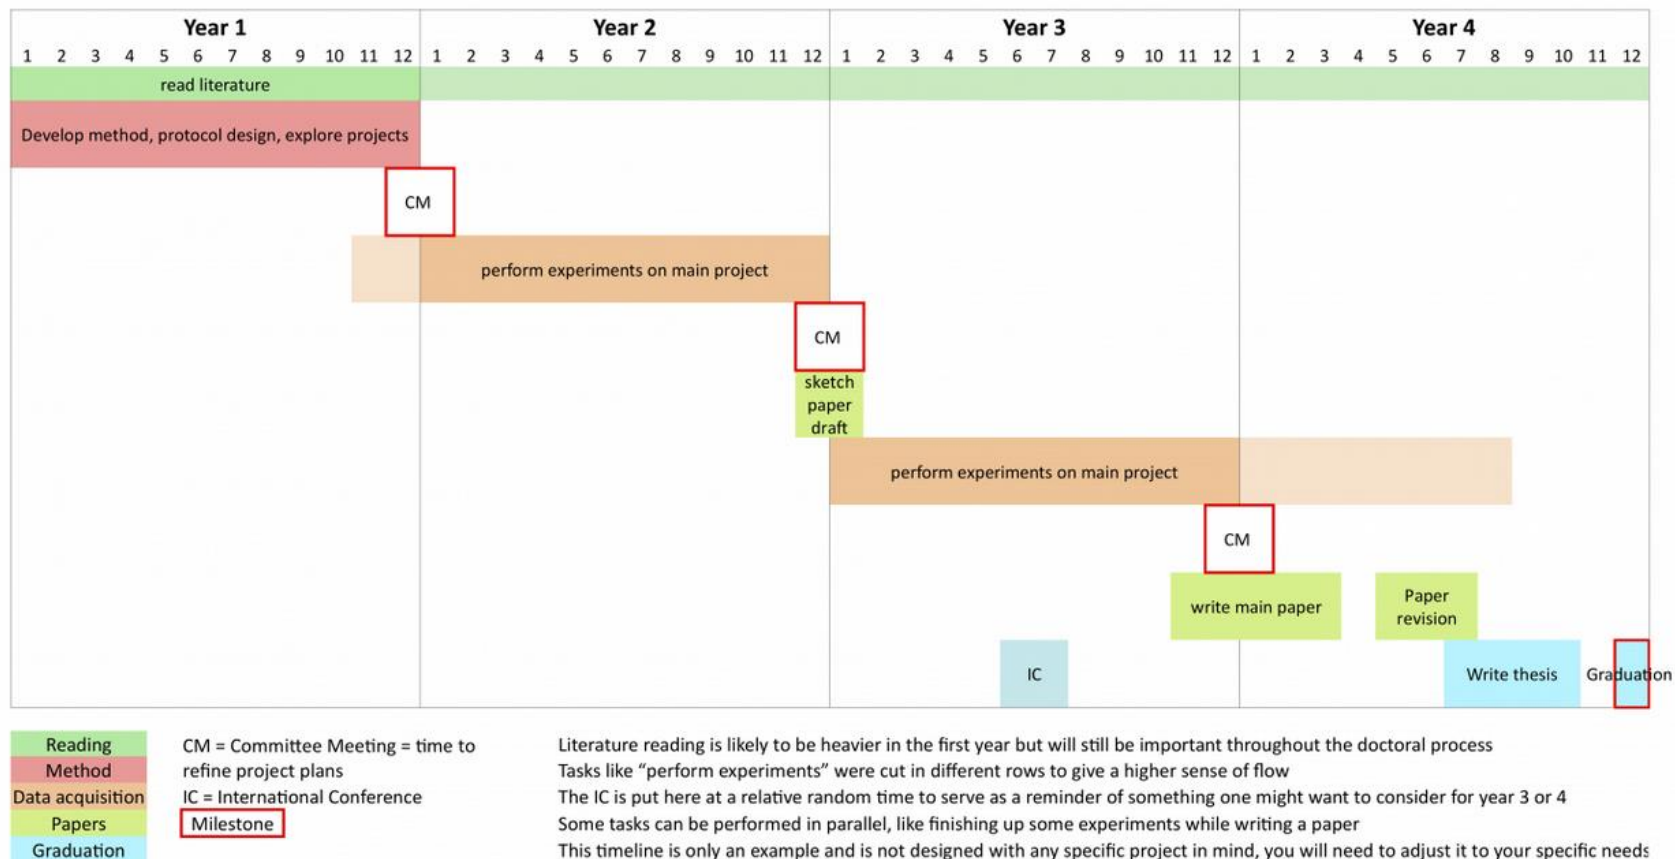 Year 1 Year 2 Year 3 Year 4
1 2 3 4 5 6 7 8 9 10 11 12 1 2 3 4 5 6 7 8 9 10 11 12 1 2 3 4 5 6 7 8 9 10 11 12 1 2 3 4 5 6 7 8 9 10 11 12
read literature
Develop method, protocol design, explore projects
CM
perform experiments on main project
CM
sketch
paper
draft
perform experiments on main project
CM
write main paper
Paper
revision
IC
Write thesis
Graduation
Reading
Method
Data acquisition
Papers
Graduation
CM = Committee Meeting = time to
refine project plans
IC = International Conference
Milestone
Literature reading is likely to be heavier in the first year but will still be important throughout the doctoral process
Tasks like “perform experiments” were cut in different rows to give a higher sense of flow
The IC is put here at a relative random time to serve as a reminder of something one might want to consider for year 3 or 4
Some tasks can be performed in parallel, like finishing up some experiments while writing a paper
This timeline is only an example and is not designed with any specific project in mind, you will need to adjust it to your specific needs